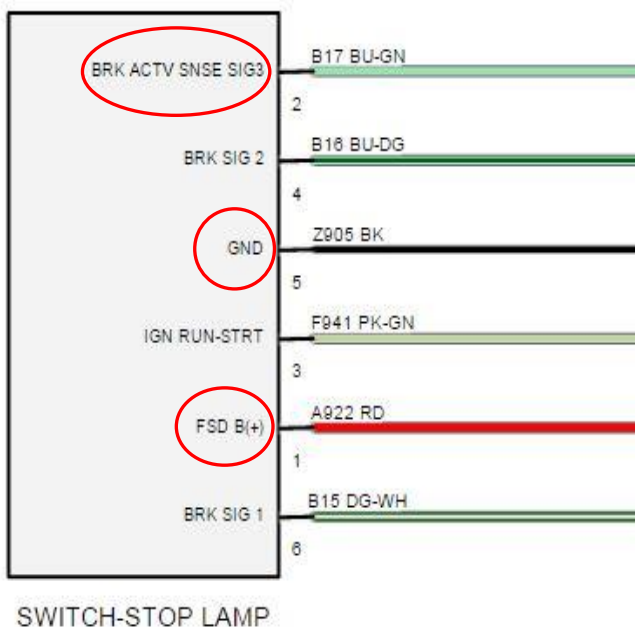 BRK ACTV SNSE SIG3
B17 BU-GN
2
BRK SIG 2
B16 BU-DG
4
GND
Z905 BK
5
IGN RUN-STRT
F941 PK-GN
3
FSD B(+)
A922 RD
1
BRK SIG 1
B15 DG-WH
6
SWITCH-STOP LAMP